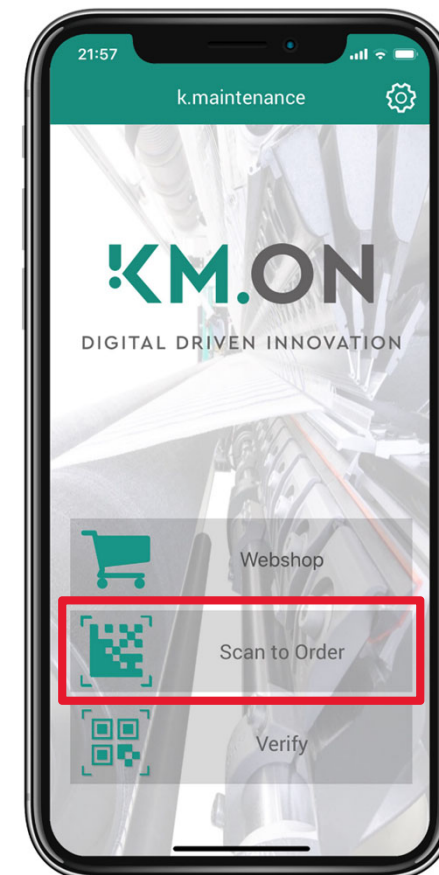 21:57
k.maintenance
KM.ON
DIGITAL DRIVEN INNOVATION
Webshop
Scan to Order
Verify